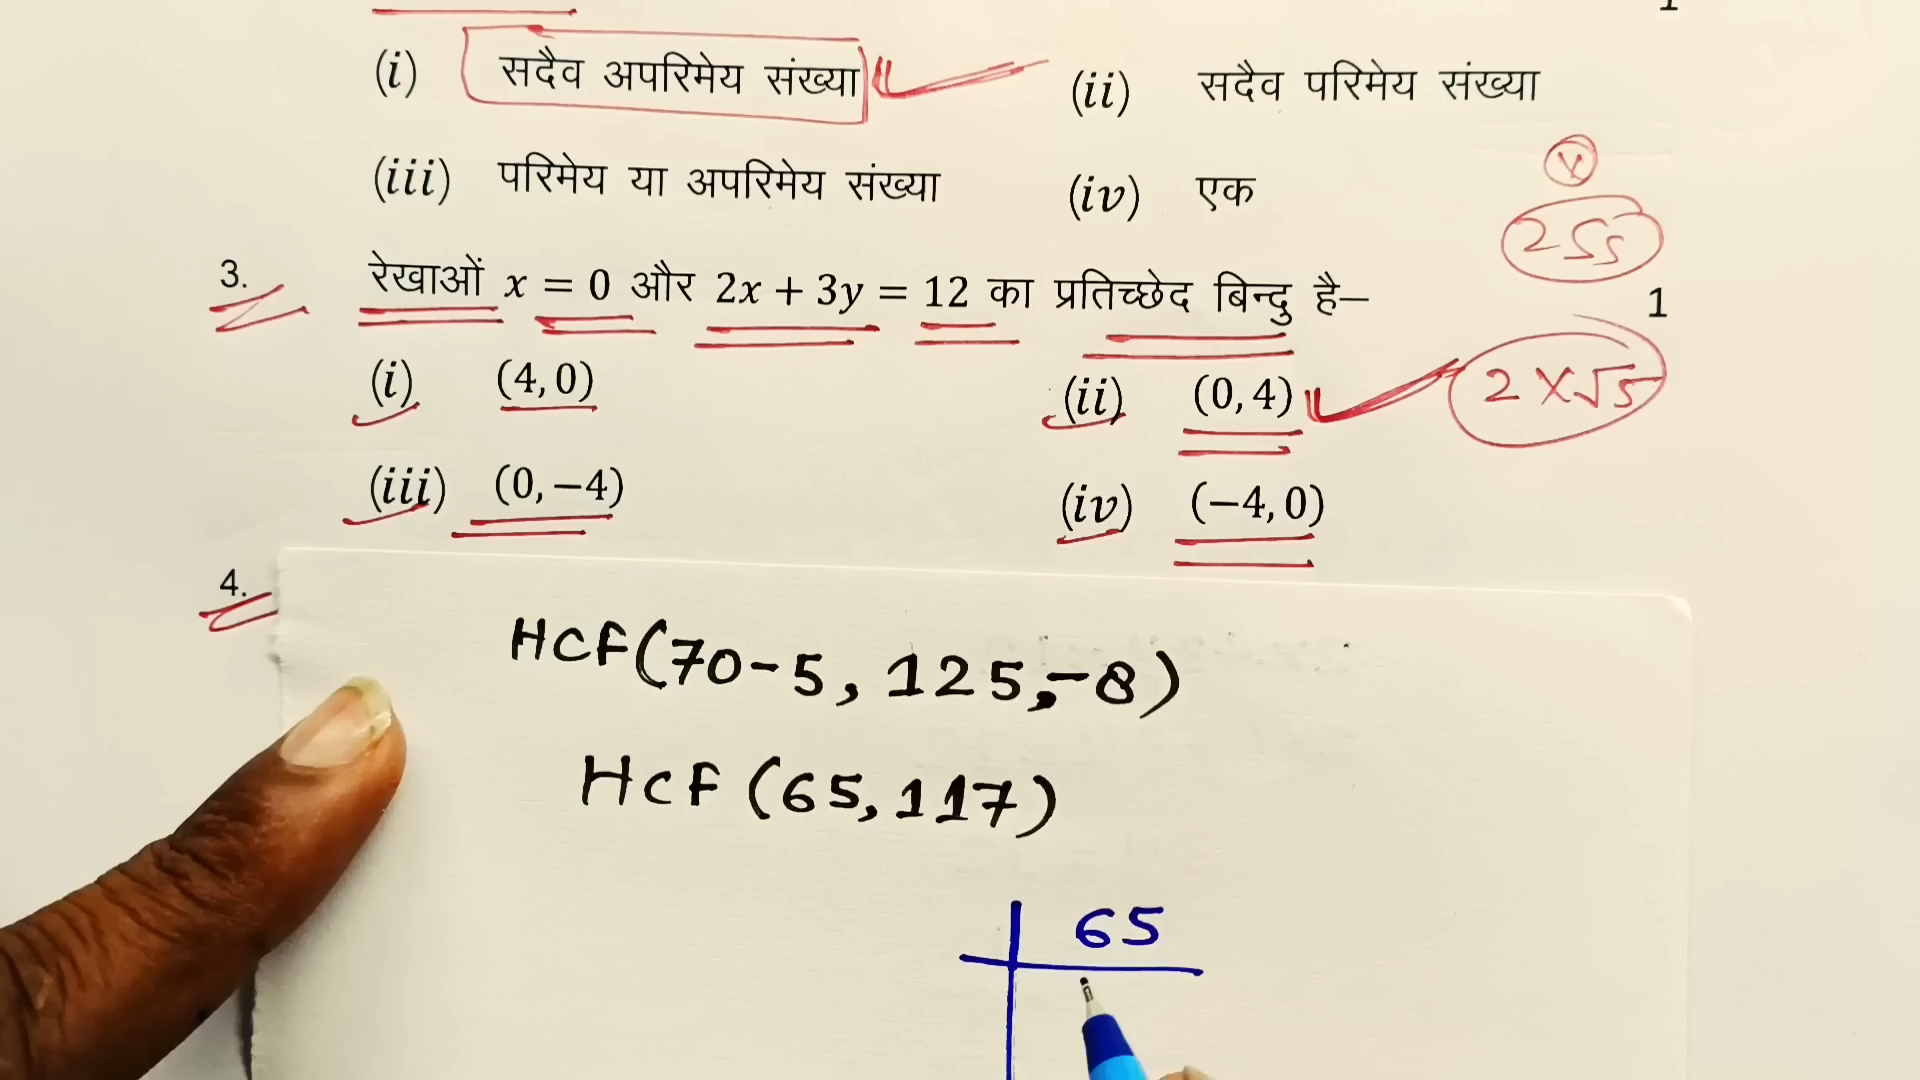 1
(i) सदैव अपरिमेय संख्या (ii) सदैव परिमेय संख्या
(iii) परिमेय या अपरिमेय संख्या (iv) एक
2√5
3. रेखाओं x = 0 और 2x + 3y = 12 का प्रतिच्छेद बिन्दु है– 1
(i) (4, 0) (ii) (0, 4)
2 X √5
(iii) (0, −4) (iv) (−4, 0)
4.
HCF(70-5, 125,-8)
HCF (65, 117)
65